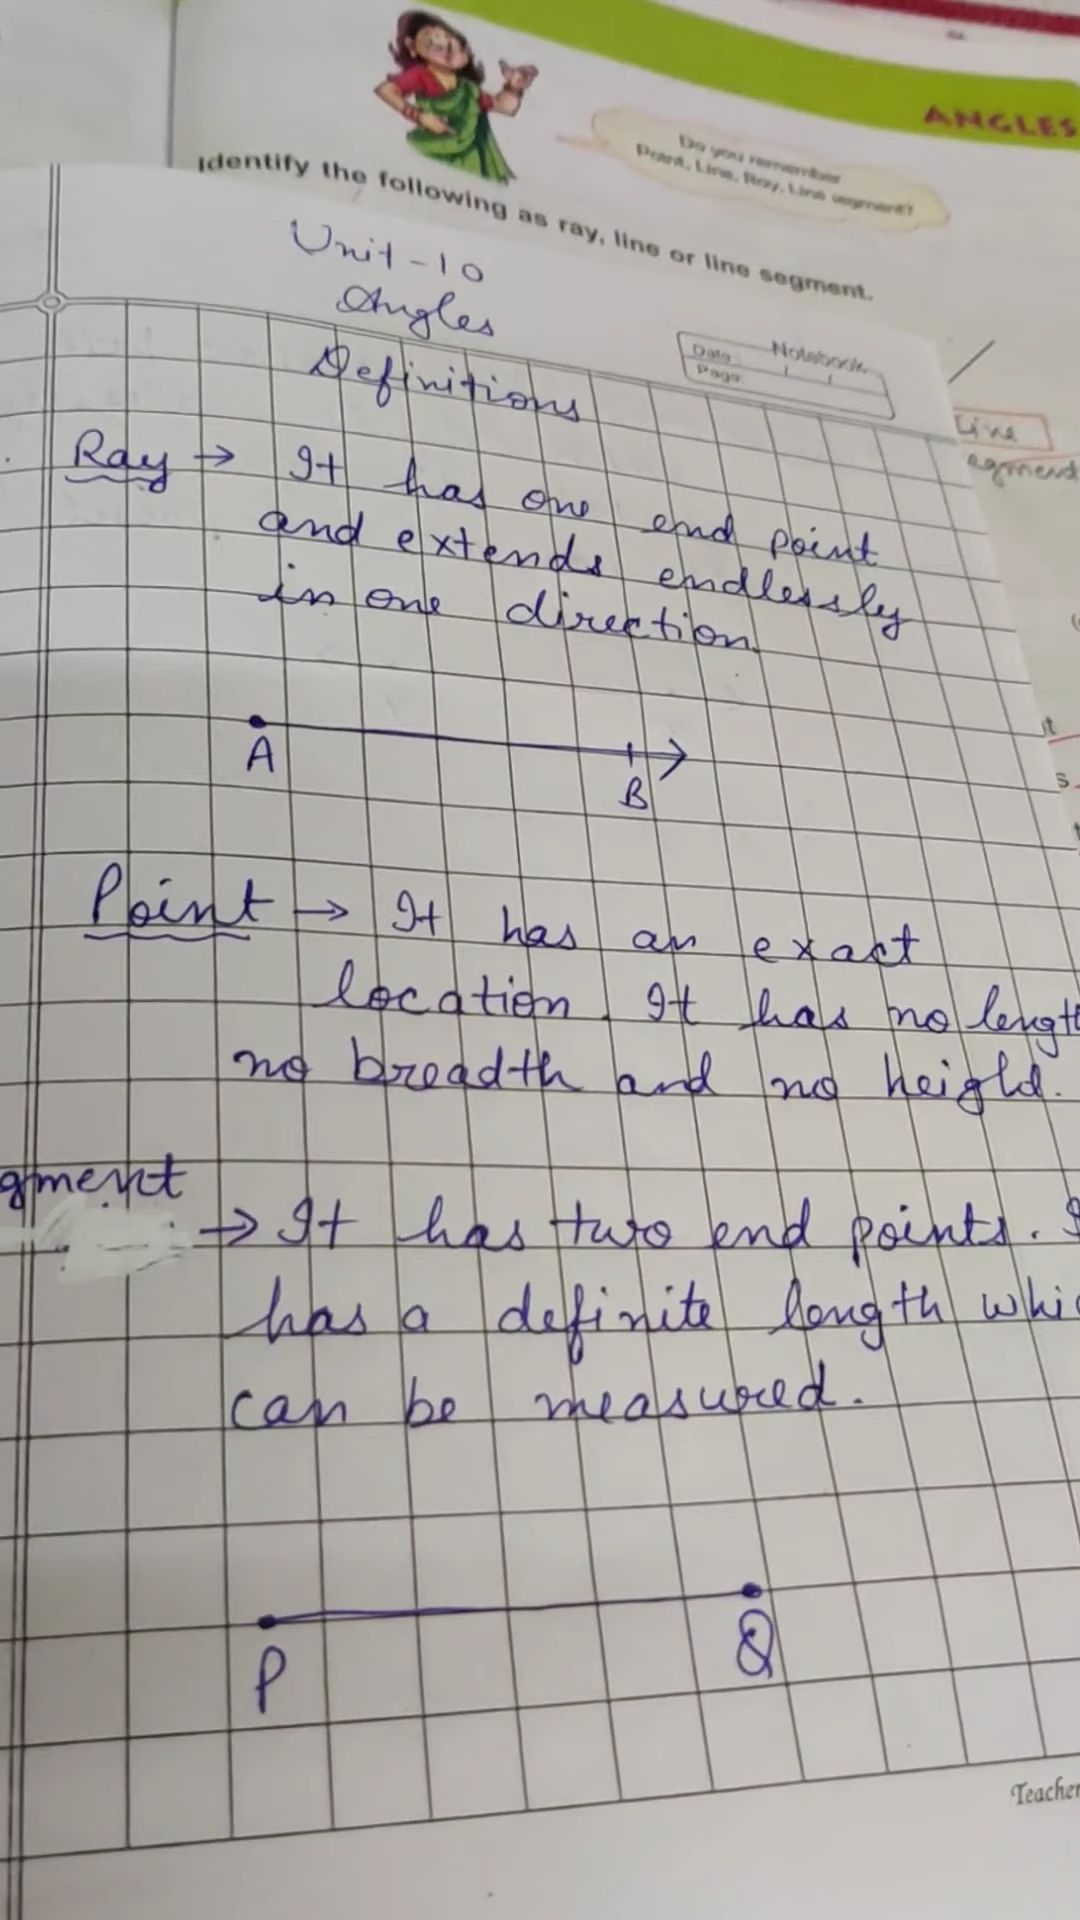 ANGLES
Do you remember
Point, Line, Ray, Line segment?
Identify the following as ray, line or line segment.
Unit-10
Angles
Notebook
Date: / /
Page:
Definitions
Line
egment
Ray → It has one end point
and extends endlessly
in one direction.
A
B
Point → It has an exact
location. It has no lengt
no breadth and no height.
gment
→ It has two end points.
has a definite length whic
can be measured.
P
Q
Teacher